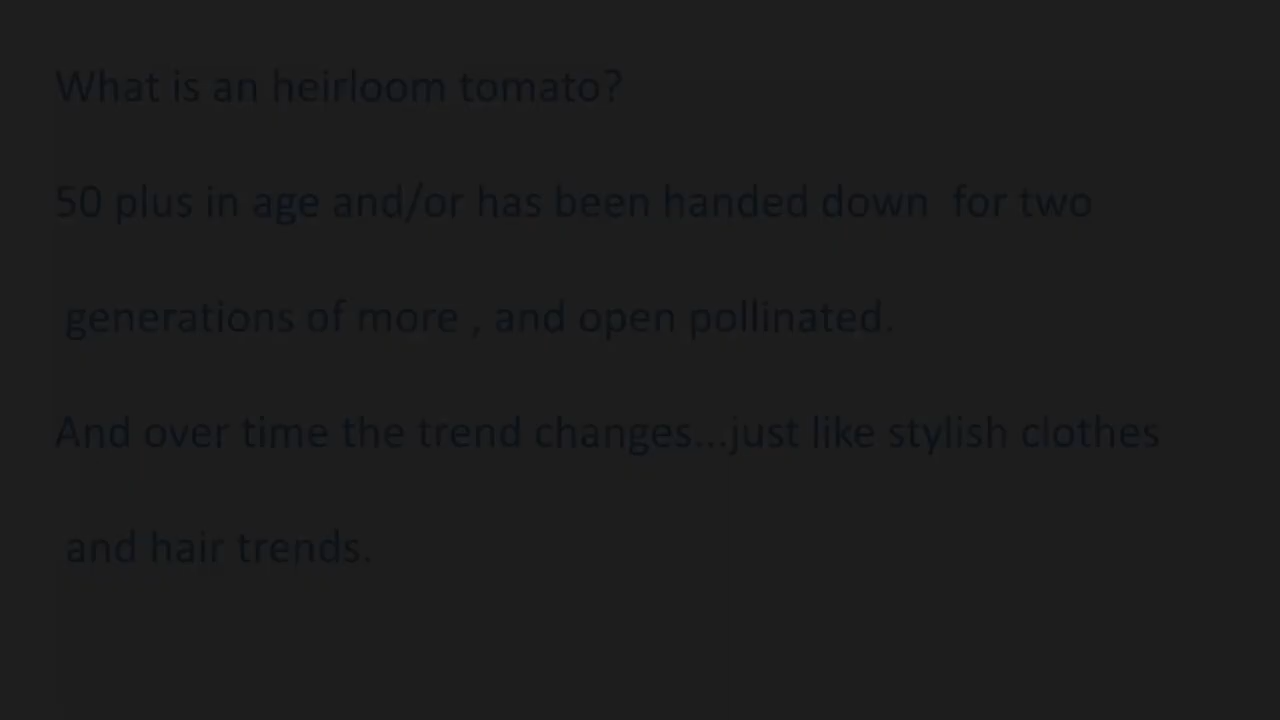 What is an heirloom tomato?
50 plus in age and/or has been handed down  for two
generations of more , and open pollinated.
And over time the trend changes...just like stylish clothes
and hair trends.